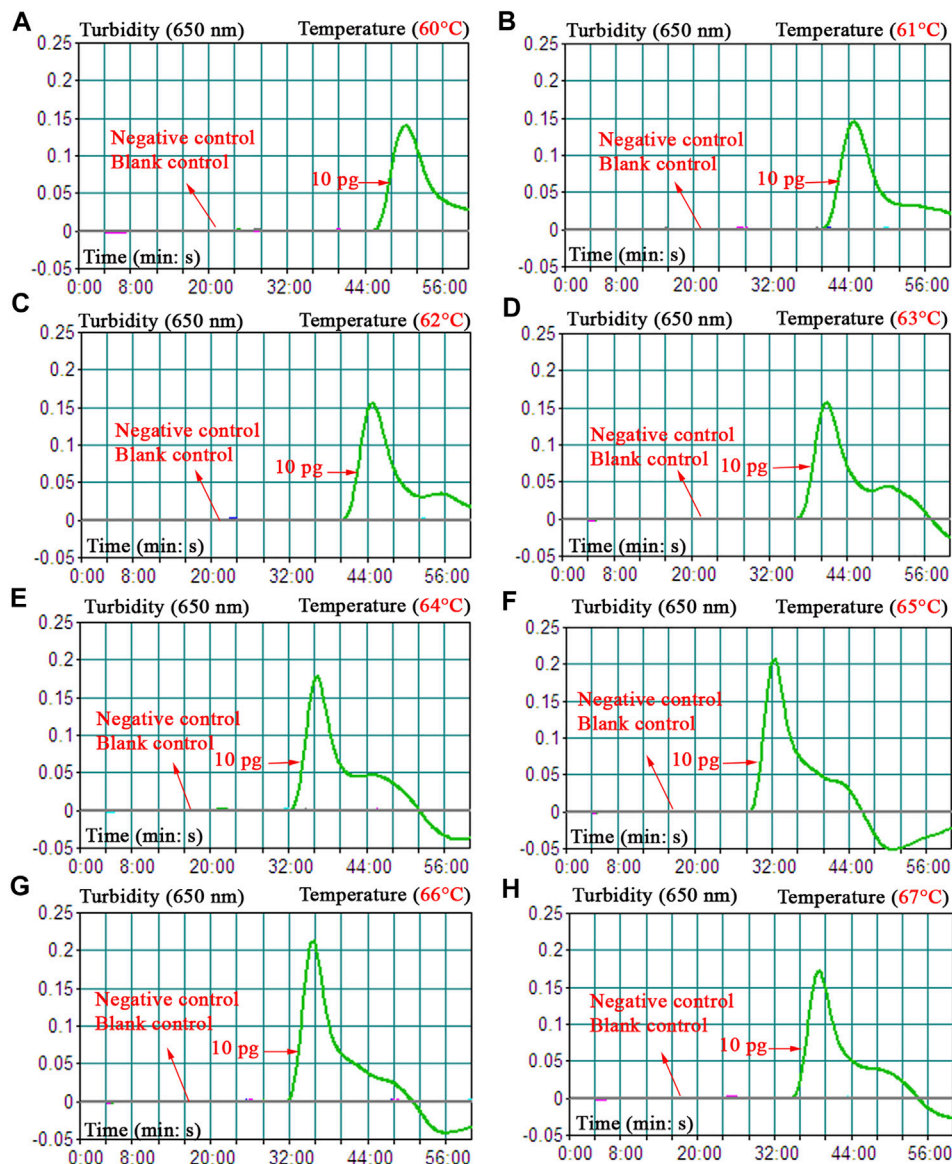 A
Turbidity (650 nm) Temperature (60°C)
0.25
0.2
0.15
0.1
0.05
0
-0.05
Negative control
Blank control
10 pg
Time (min: s)
0:00 8:00 20:00 32:00 44:00 56:00
B
Turbidity (650 nm) Temperature (61°C)
0.25
0.2
0.15
0.1
0.05
0
-0.05
Negative control
Blank control
10 pg
Time (min: s)
0:00 8:00 20:00 32:00 44:00 56:00
C
Turbidity (650 nm) Temperature (62°C)
0.25
0.2
0.15
0.1
0.05
0
-0.05
Negative control
Blank control
10 pg
Time (min: s)
0:00 8:00 20:00 32:00 44:00 56:00
D
Turbidity (650 nm) Temperature (63°C)
0.25
0.2
0.15
0.1
0.05
0
-0.05
Negative control
Blank control
10 pg
Time (min: s)
0:00 8:00 20:00 32:00 44:00 56:00
E
Turbidity (650 nm) Temperature (64°C)
0.25
0.2
0.15
0.1
0.05
0
-0.05
Negative control
Blank control
10 pg
Time (min: s)
0:00 8:00 20:00 32:00 44:00 56:00
F
Turbidity (650 nm) Temperature (65°C)
0.25
0.2
0.15
0.1
0.05
0
-0.05
Negative control
Blank control
10 pg
Time (min: s)
0:00 8:00 20:00 32:00 44:00 56:00
G
Turbidity (650 nm) Temperature (66°C)
0.25
0.2
0.15
0.1
0.05
0
-0.05
Negative control
Blank control
10 pg
Time (min: s)
0:00 8:00 20:00 32:00 44:00 56:00
H
Turbidity (650 nm) Temperature (67°C)
0.25
0.2
0.15
0.1
0.05
0
-0.05
Negative control
Blank control
10 pg
Time (min: s)
0:00 8:00 20:00 32:00 44:00 56:00